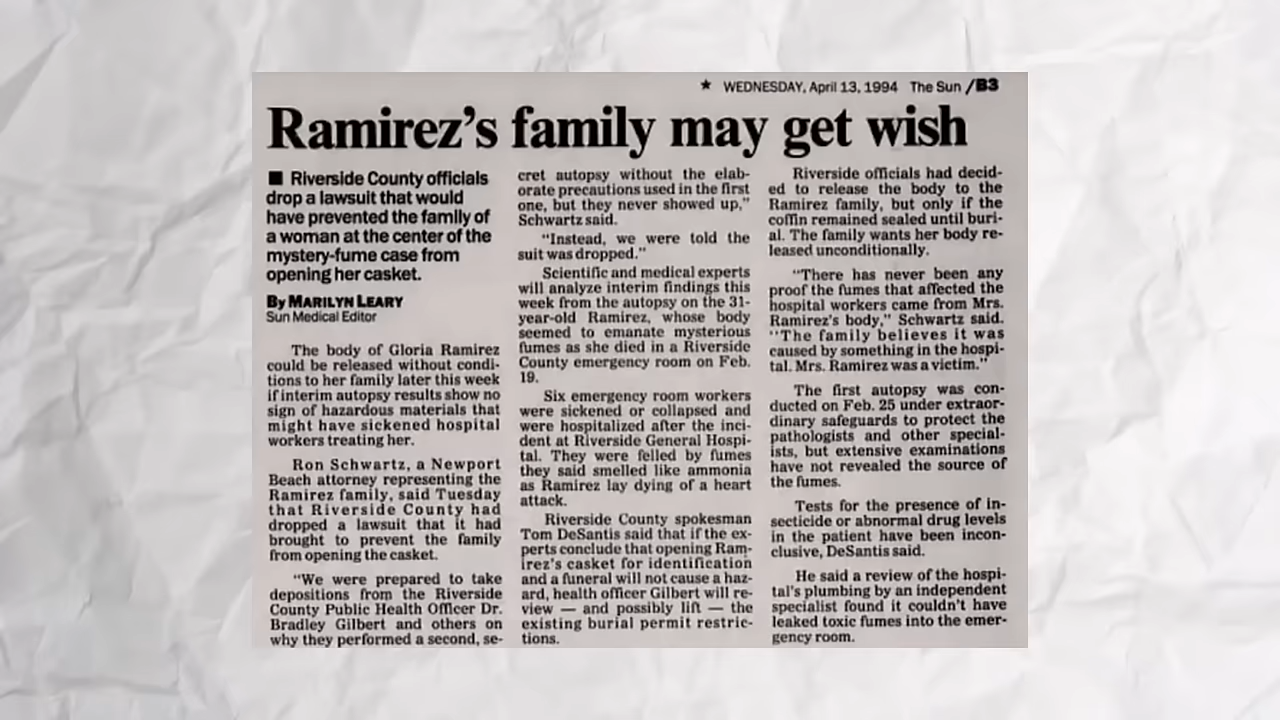 ★ WEDNESDAY, April 13, 1994 The Sun /B3
Ramirez's family may get wish
■ Riverside County officials
drop a lawsuit that would
have prevented the family of
a woman at the center of the
mystery-fume case from
opening her casket.
By MARILYN LEARY
Sun Medical Editor
The body of Gloria Ramirez
could be released without condi-
tions to her family later this week
if interim autopsy results show no
sign of hazardous materials that
might have sickened hospital
workers treating her.
Ron Schwartz, a Newport
Beach attorney representing the
Ramirez family, said Tuesday
that Riverside County had
dropped a lawsuit that it had
brought to prevent the family
from opening the casket.
"We were prepared to take
depositions from the Riverside
County Public Health Officer Dr.
Bradley Gilbert and others on
why they performed a second, se-
cret autopsy without the elab-
orate precautions used in the first
one, but they never showed up,"
Schwartz said.
"Instead, we were told the
suit was dropped."
Scientific and medical experts
will analyze interim findings this
week from the autopsy on the 31-
year-old Ramirez, whose body
seemed to emanate mysterious
fumes as she died in a Riverside
County emergency room on Feb.
19.
Six emergency room workers
were sickened or collapsed and
were hospitalized after the inci-
dent at Riverside General Hospi-
tal. They were felled by fumes
they said smelled like ammonia
as Ramirez lay dying of a heart
attack.
Riverside County spokesman
Tom DeSantis said that if the ex-
perts conclude that opening Ram-
irez's casket for identification
and a funeral will not cause a haz-
ard, health officer Gilbert will re-
view — and possibly lift — the
existing burial permit restric-
tions.
Riverside officials had decid-
ed to release the body to the
Ramirez family, but only if the
coffin remained sealed until buri-
al. The family wants her body re-
leased unconditionally.
"There has never been any
proof the fumes that affected the
hospital workers came from Mrs.
Ramirez's body," Schwartz said.
"The family believes it was
caused by something in the hospi-
tal. Mrs. Ramirez was a victim."
The first autopsy was con-
ducted on Feb. 25 under extraor-
dinary safeguards to protect the
pathologists and other special-
ists, but extensive examinations
have not revealed the source of
the fumes.
Tests for the presence of in-
secticide or abnormal drug levels
in the patient have been incon-
clusive, DeSantis said.
He said a review of the hospi-
tal's plumbing by an independent
specialist found it couldn't have
leaked toxic fumes into the emer-
gency room.